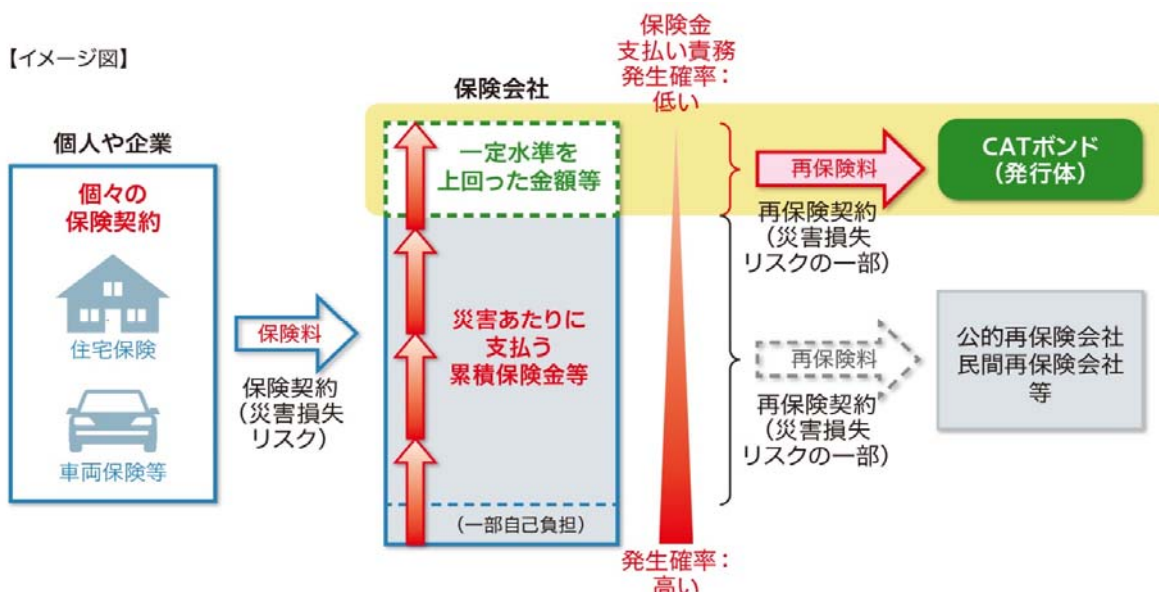 【イメージ図】
個人や企業
個々の
保険契約
住宅保険
車両保険等
保険料
保険契約
(災害損失
リスク)
保険会社
一定水準を
上回った金額等
災害あたりに
支払う
累積保険金等
(一部自己負担)
保険金
支払い責務
発生確率:
低い
発生確率:
高い
再保険料
再保険契約
(災害損失
リスクの一部)
CATボンド
(発行体)
再保険料
再保険契約
(災害損失
リスクの一部)
公的再保険会社
民間再保険会社
等